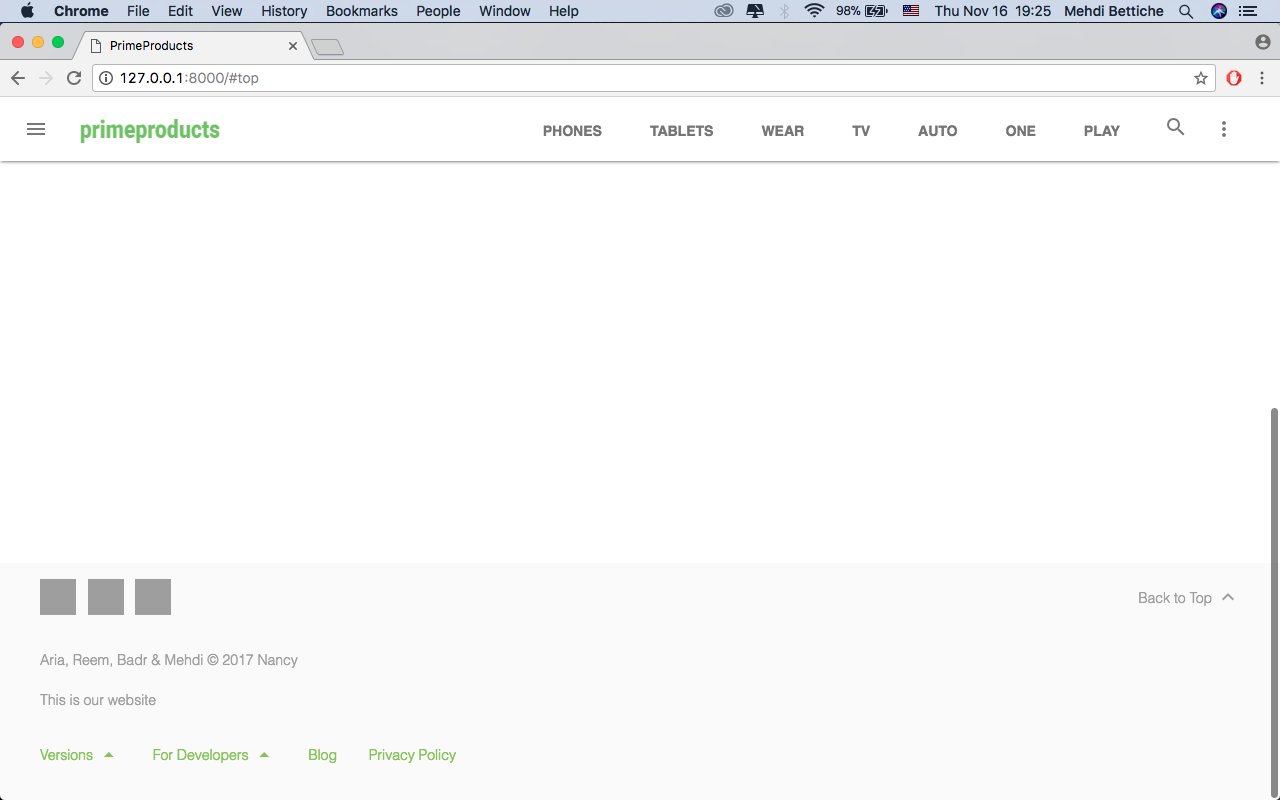 Chrome File Edit View History Bookmarks People Window Help 98% Thu Nov 16 19:25 Mehdi Bettiche
PrimeProducts
127.0.0.1:8000/#top
primeproducts PHONES TABLETS WEAR TV AUTO ONE PLAY
Back to Top
Aria, Reem, Badr & Mehdi © 2017 Nancy
This is our website
Versions For Developers Blog Privacy Policy